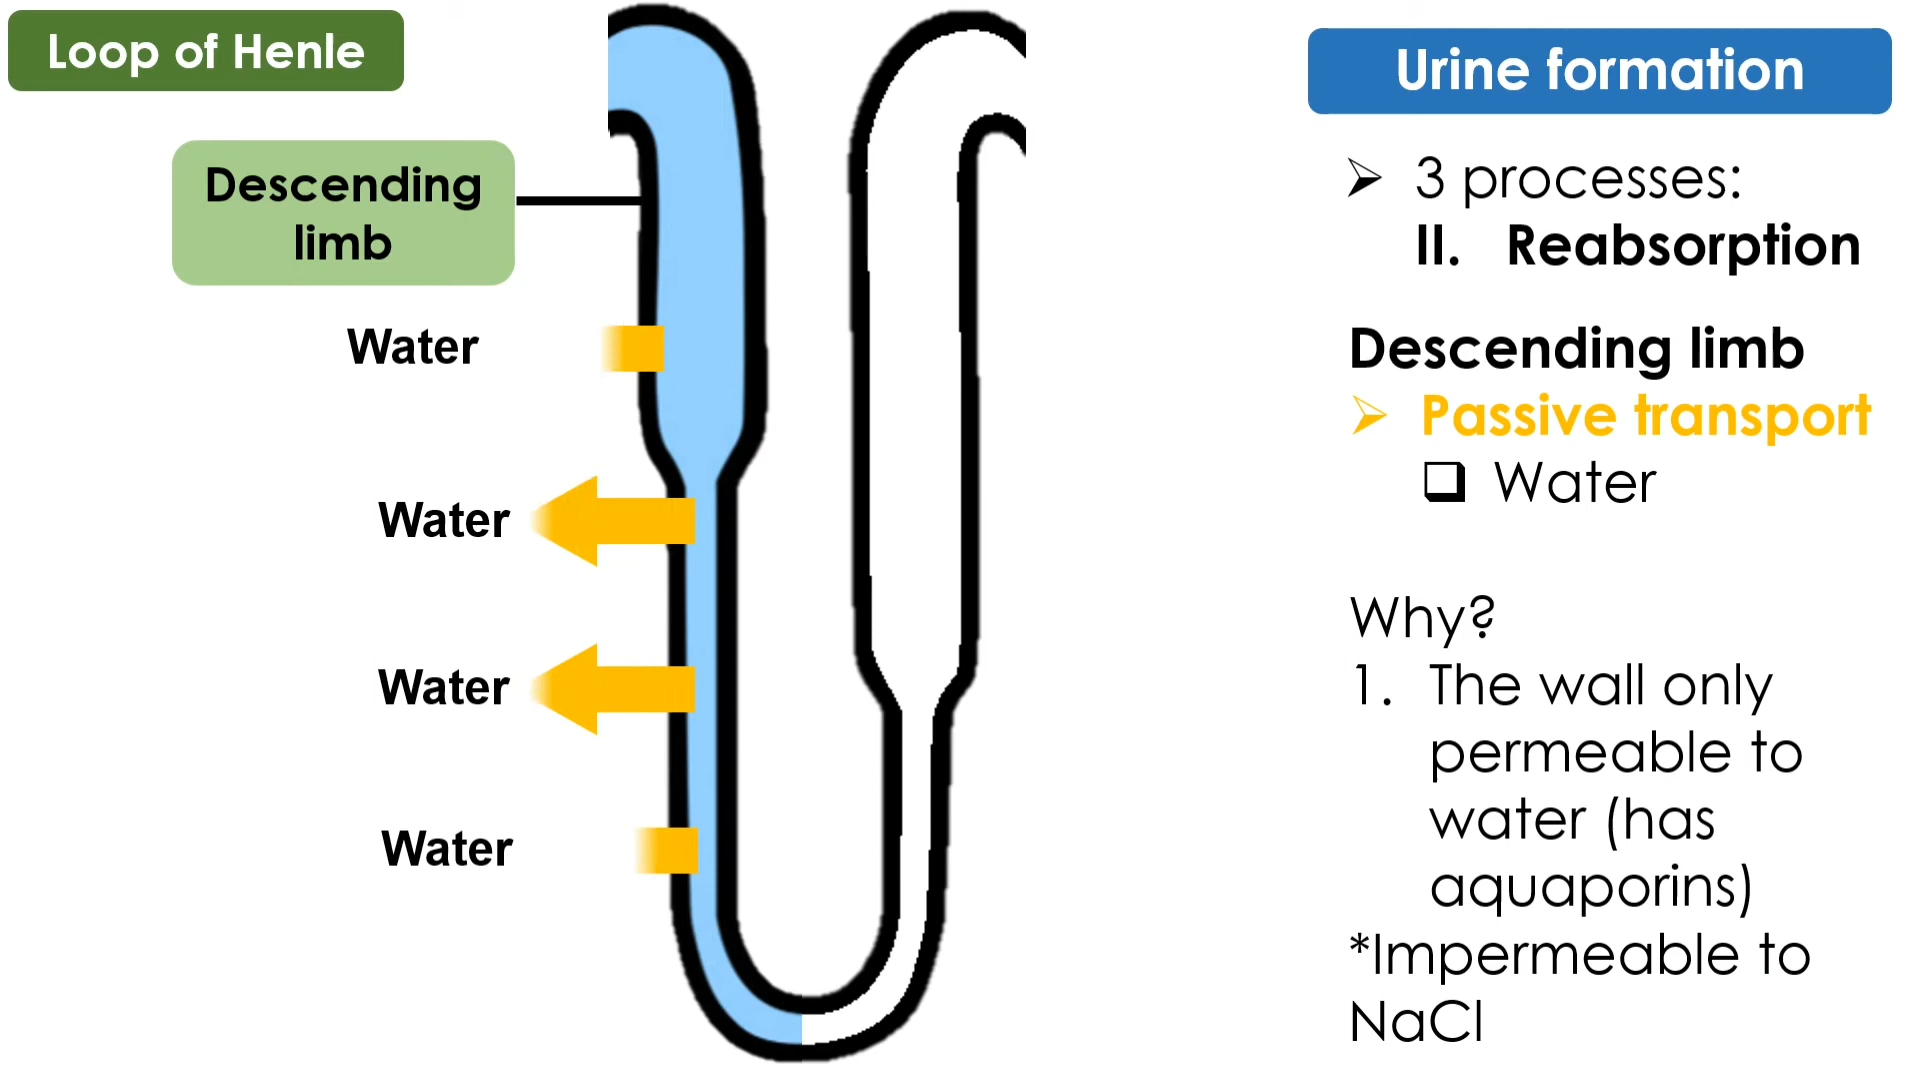 Loop of Henle
Descending
limb
Water
Water
Water
Water
Urine formation
➢ 3 processes:
II. Reabsorption
Descending limb
➢ Passive transport
❑ Water
Why?
1. The wall only
permeable to
water (has
aquaporins)
*Impermeable to
NaCl